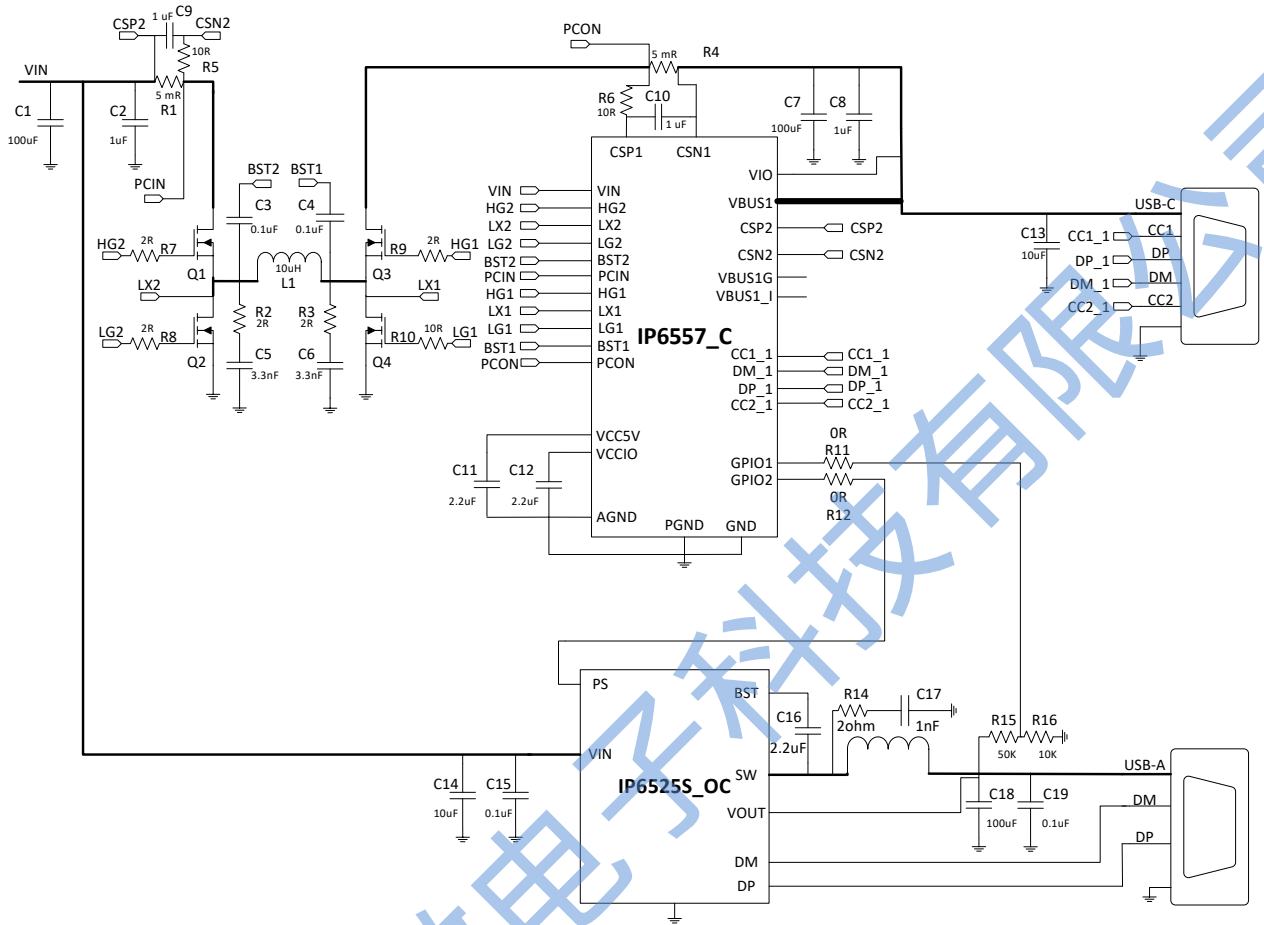 CSP2
1 uF
C9
CSN2
10R
R5
VIN
5 mR
R1
C1
100uF
C2
1uF
PCIN
PCON
5 mR
R4
R6
10R
C10
1 uF
C7
100uF
C8
1uF
BST2
BST1
C3
0.1uF
C4
0.1uF
HG2
2R
R7
Q1
10uH
L1
R9
2R
HG1
Q3
LX2
LX1
LG2
2R
R8
Q2
R2
2R
R3
2R
R10
10R
LG1
Q4
C5
3.3nF
C6
3.3nF
CSP1
CSN1
VIN
VIN
HG2
HG2
LX2
LX2
LG2
LG2
BST2
BST2
PCIN
PCIN
HG1
HG1
LX1
LX1
LG1
LG1
BST1
BST1
PCON
PCON
IP6557_C
VIO
VBUS1
CSP2
CSP2
CSN2
CSN2
VBUS1G
VBUS1_I
CC1_1
CC1_1
DM_1
DM_1
DP_1
DP_1
CC2_1
CC2_1
GPIO1
GPIO2
0R
R11
0R
R12
VCC5V
VCCIO
AGND
PGND
GND
C11
2.2uF
C12
2.2uF
C13
10uF
USB-C
CC1_1
CC1
DP_1
DP
DM_1
DM
CC2_1
CC2
PS
VIN
IP6525S_OC
BST
SW
VOUT
DM
DP
C14
10uF
C15
0.1uF
C16
2.2uF
R14
2ohm
C17
1nF
R15
50K
R16
10K
C18
100uF
C19
0.1uF
USB-A
DM
DP
电子科技有限公司